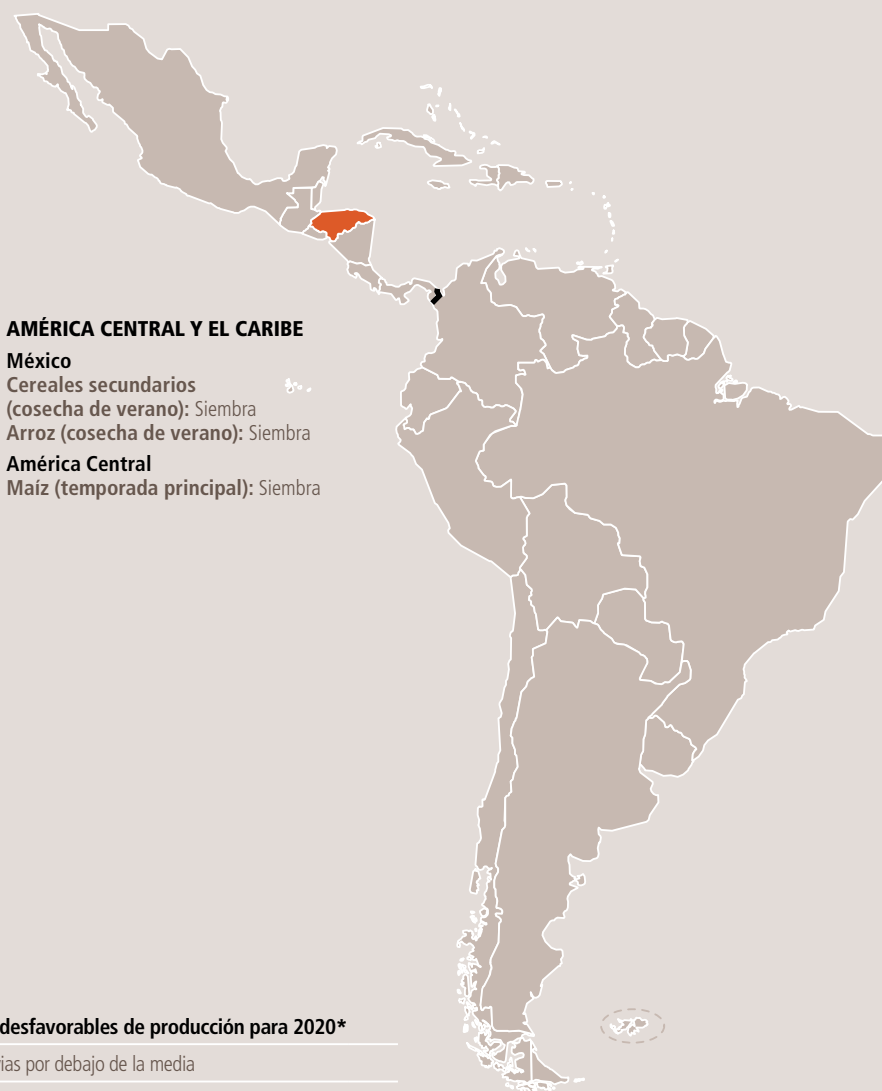 AMÉRICA CENTRAL Y EL CARIBE
México
Cereales secundarios
(cosecha de verano): Siembra
Arroz (cosecha de verano): Siembra
América Central
Maíz (temporada principal): Siembra
desfavorables de producción para 2020*
por debajo de la media